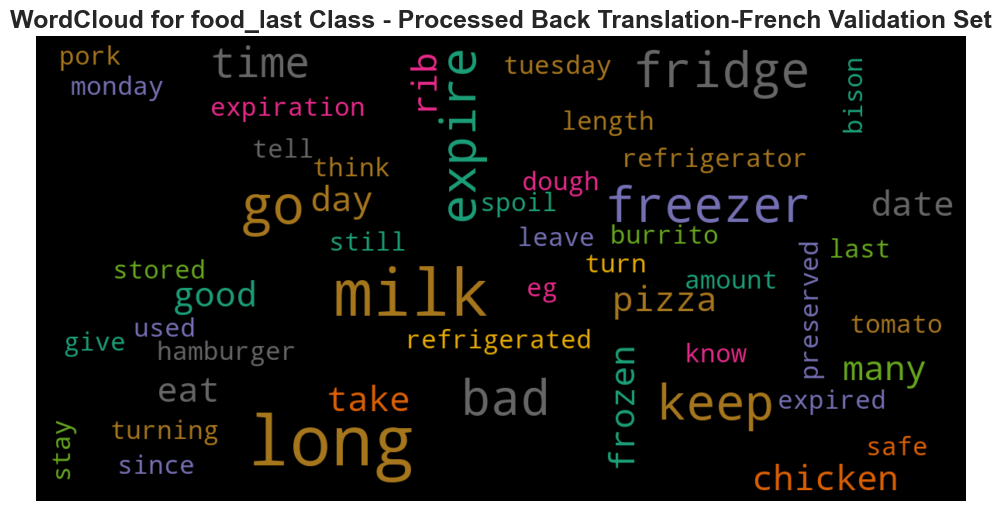 WordCloud for food_last Class - Processed Back Translation-French Validation Set
pork
time
rib
expire
tuesday
fridge
bison
monday
expiration
length
tell
think
refrigerator
dough
go
day
spoil
freezer
date
still
leave
burrito
last
stored
turn
good
milk
eg
amount
pizza
preserved
used
give
hamburger
refrigerated
know
tomato
many
eat
take
bad
frozen
keep
expired
long
turning
stay
since
safe
chicken